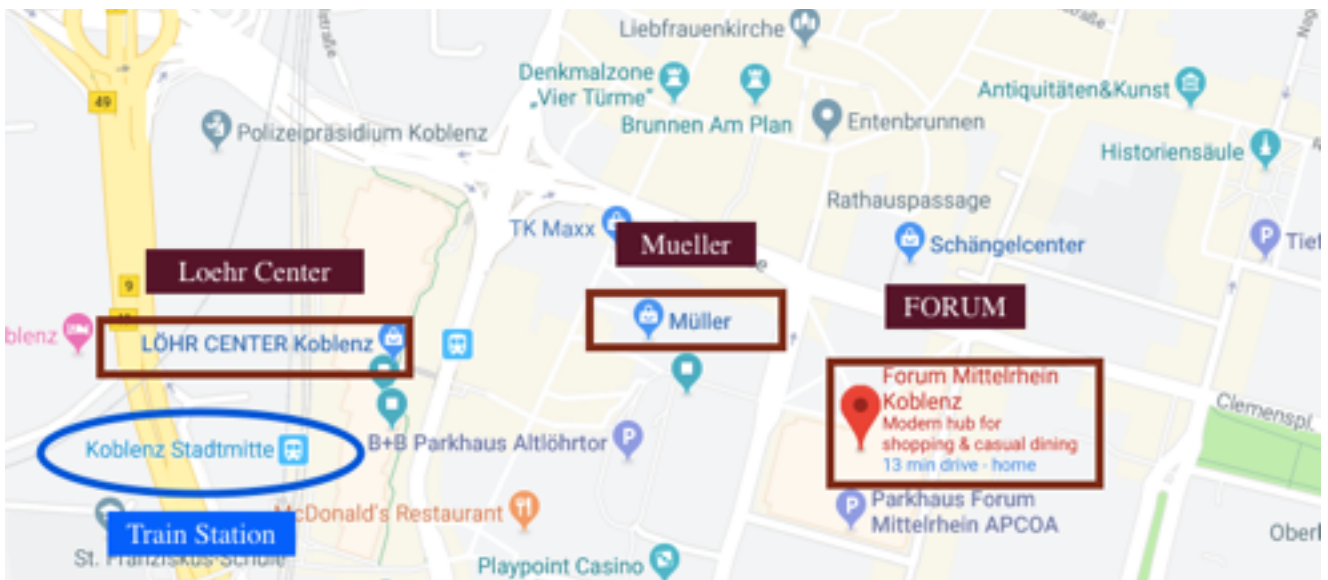 Liebfrauenkirche
Denkmalzone
„Vier Türme"
Brunnen Am Plan
Antiquitäten&Kunst
49
Polizeipräsidium Koblenz
Entenbrunnen
Historiensäule
Rathauspassage
TK Maxx
Mueller
Schängelcenter
P
Loehr Center
9
FORUM
LÖHR CENTER Koblenz
Müller
Forum Mittelrhein
Koblenz
Modern hub for
shopping & casual dining
13 min drive - home
Clemenspl.
Koblenz Stadtmitte
B+B Parkhaus Altlöhrtor
P
McDonald's Restaurant
P
Parkhaus Forum
Mittelrhein APCOA
Train Station
St. Franziskus-Schule
Playpoint Casino